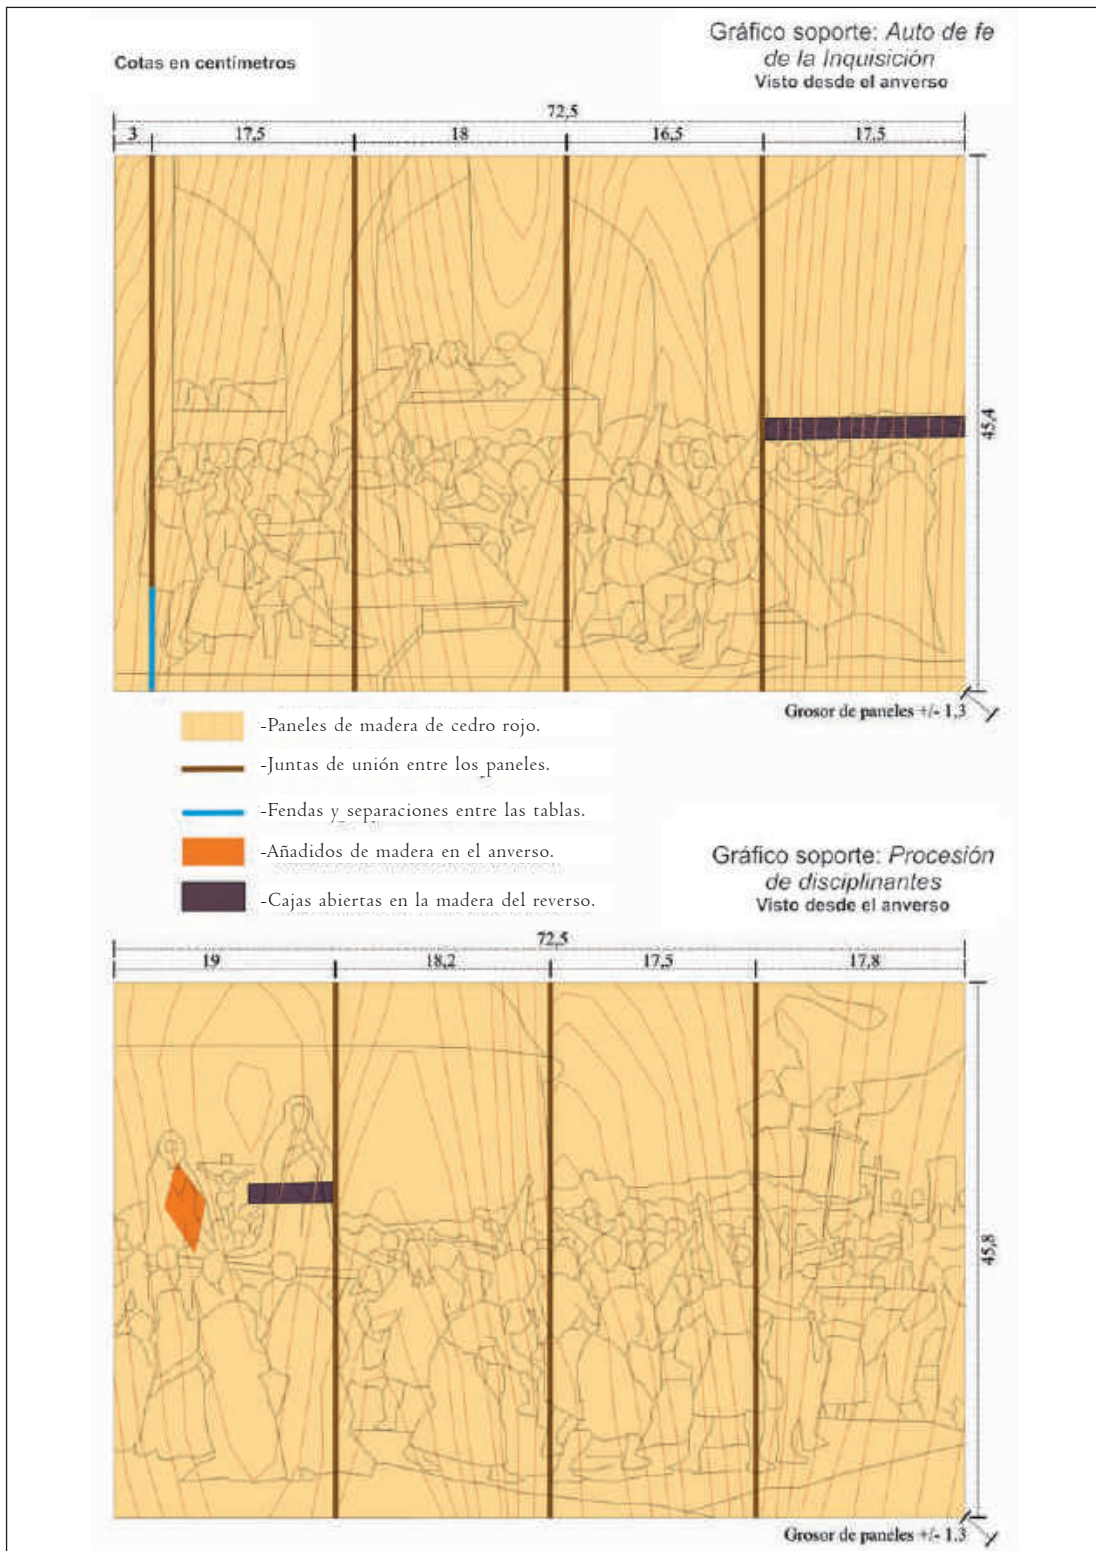 Cotas en centímetros
Gráfico soporte: Auto de fe
de la Inquisición
Visto desde el anverso
72,5
3 17,5 18 16,5 17,5
45,4
Grosor de paneles +/- 1,3
-Paneles de madera de cedro rojo.
-Juntas de unión entre los paneles.
-Fendas y separaciones entre las tablas.
-Añadidos de madera en el anverso.
-Cajas abiertas en la madera del reverso.
Gráfico soporte: Procesión
de disciplinantes
Visto desde el anverso
72,5
19 18,2 17,5 17,8
45,8
Grosor de paneles +/- 1,3